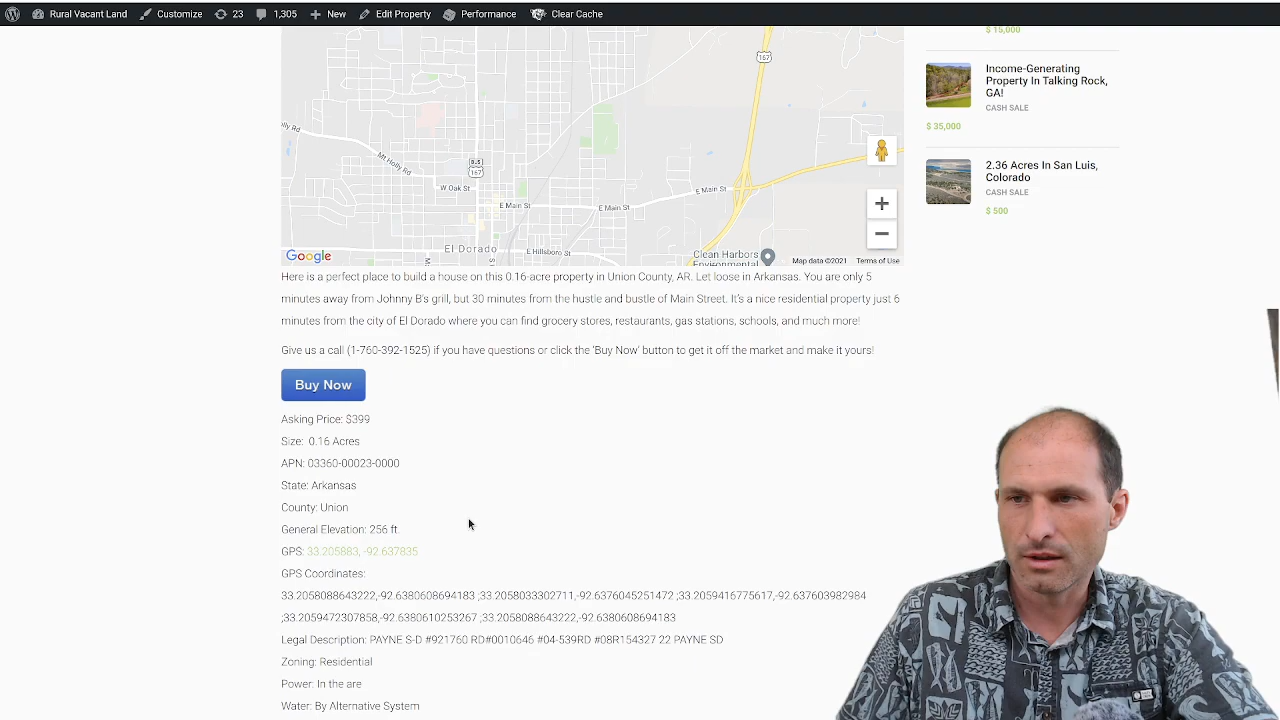 Rural Vacant Land Customize 23 1,305 New Edit Property Performance Clear Cache
$ 15,000
Income-Generating
Property In Talking Rock,
GA!
CASH SALE
$ 35,000
2.36 Acres In San Luis,
Colorado
CASH SALE
$ 500
167
Mt Holly Rd
8.5
167
W Oak St
E Main St
E Main St
E Main St
El Dorado
E Hillsboro St
Clean Harbors
Environmental
Google
Map data ©2021 Terms of Use
Here is a perfect place to build a house on this 0.16-acre property in Union County, AR. Let loose in Arkansas. You are only 5
minutes away from Johnny B's grill, but 30 minutes from the hustle and bustle of Main Street. It's a nice residential property just 6
minutes from the city of El Dorado where you can find grocery stores, restaurants, gas stations, schools, and much more!
Give us a call (1-760-392-1525) if you have questions or click the 'Buy Now' button to get it off the market and make it yours!
Buy Now
Asking Price: $399
Size: 0.16 Acres
APN: 03360-00023-0000
State: Arkansas
County: Union
General Elevation: 256 ft.
GPS: 33.205883, -92.637835
GPS Coordinates:
33.2058088643222,-92.6380608694183 ;33.2058033302711,-92.6376045251472 ;33.2059416775617,-92.637603982984
;33.2059472307858,-92.6380610253267 ;33.2058088643222,-92.6380608694183
Legal Description: PAYNE S-D #921760 RD#0010646 #04-539RD #08R154327 22 PAYNE SD
Zoning: Residential
Power: In the are
Water: By Alternative System